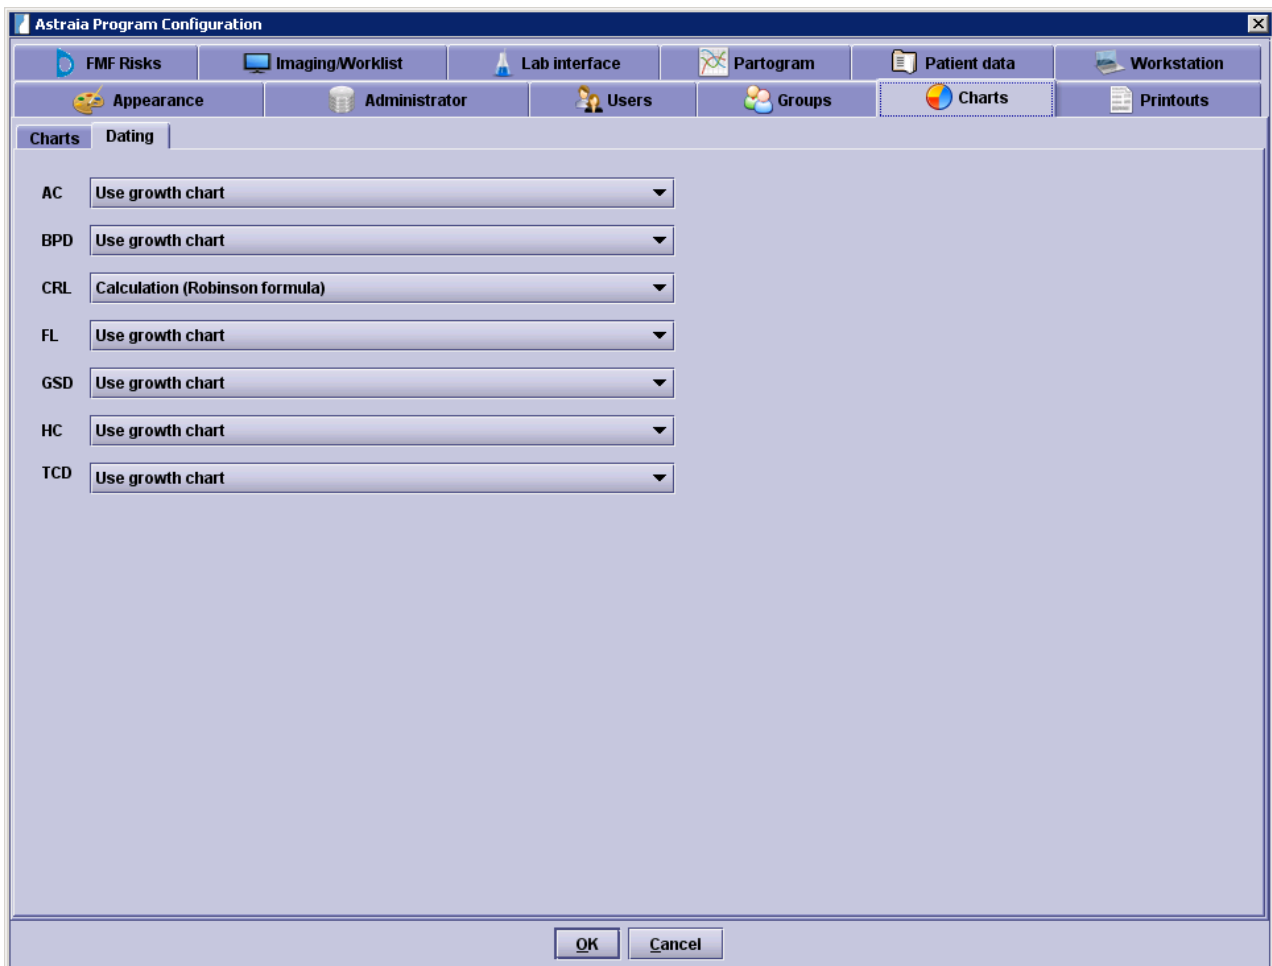 Astraia Program Configuration
FMF Risks Imaging/Worklist Lab interface Partogram Patient data Workstation
Appearance Administrator Users Groups Charts Printouts
Charts Dating
AC Use growth chart
BPD Use growth chart
CRL Calculation (Robinson formula)
FL Use growth chart
GSD Use growth chart
HC Use growth chart
TCD Use growth chart
OK Cancel